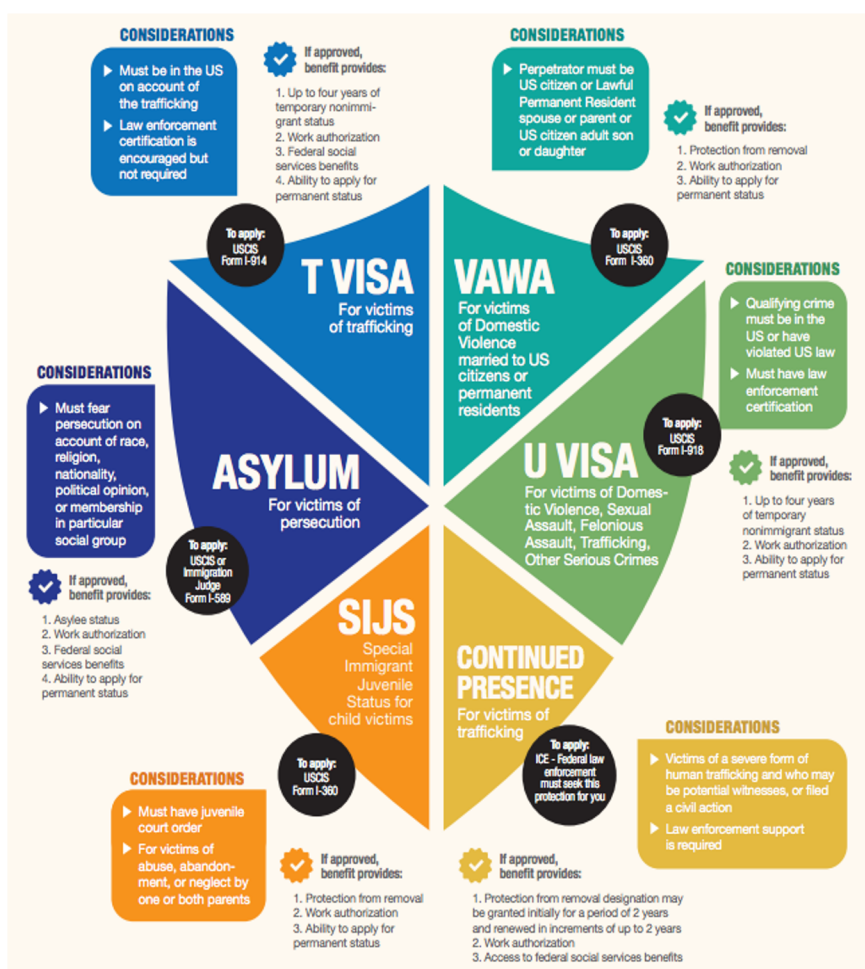 CONSIDERATIONS
Must be in the US
on account of
the trafficking
Law enforcement
certification is
encouraged but
not required
If approved,
benefit provides:
1. Up to four years of
temporary nonimmi-
grant status
2. Work authorization
3. Federal social
services benefits
4. Ability to apply for
permanent status
To apply:
USCIS
Form I-914
T VISA
For victims
of trafficking
CONSIDERATIONS
Perpetrator must be
US citizen or Lawful
Permanent Resident
spouse or parent or
US citizen adult son
or daughter
If approved,
benefit provides:
1. Protection from removal
2. Work authorization
3. Ability to apply for
permanent status
To apply:
USCIS
Form I-360
VAWA
For victims
of Domestic
Violence
married to US
citizens or
permanent
residents
CONSIDERATIONS
Qualifying crime
must be in the
US or have
violated US law
Must have law
enforcement
certification
To apply:
USCIS
Form I-918
U VISA
For victims of Domes-
tic Violence, Sexual
Assault, Felonious
Assault, Trafficking,
Other Serious Crimes
If approved,
benefit provides:
1. Up to four years
of temporary
nonimmigrant status
2. Work authorization
3. Ability to apply for
permanent status
CONSIDERATIONS
Must fear
persecution on
account of race,
religion,
nationality,
political opinion,
or membership
in particular
social group
ASYLUM
For victims of
persecution
To apply:
USCIS or
Immigration
Judge
Form I-589
If approved,
benefit provides:
1. Asylee status
2. Work authorization
3. Federal social
services benefits
4. Ability to apply for
permanent status
SIJS
Special
Immigrant
Juvenile
Status for
child victims
To apply:
USCIS
Form I-360
CONSIDERATIONS
Must have juvenile
court order
For victims of
abuse, abandon-
ment, or neglect by
one or both parents
If approved,
benefit provides:
1. Protection from removal
2. Work authorization
3. Ability to apply for
permanent status
CONTINUED
PRESENCE
For victims of
trafficking
To apply:
ICE - Federal law
enforcement
must seek this
protection for you
CONSIDERATIONS
Victims of a severe form of
human trafficking and who may
be potential witnesses, or filed
a civil action
Law enforcement support
is required
If approved,
benefit provides:
1. Protection from removal designation may
be granted initially for a period of 2 years
and renewed in increments of up to 2 years
2. Work authorization
3. Access to federal social services benefits